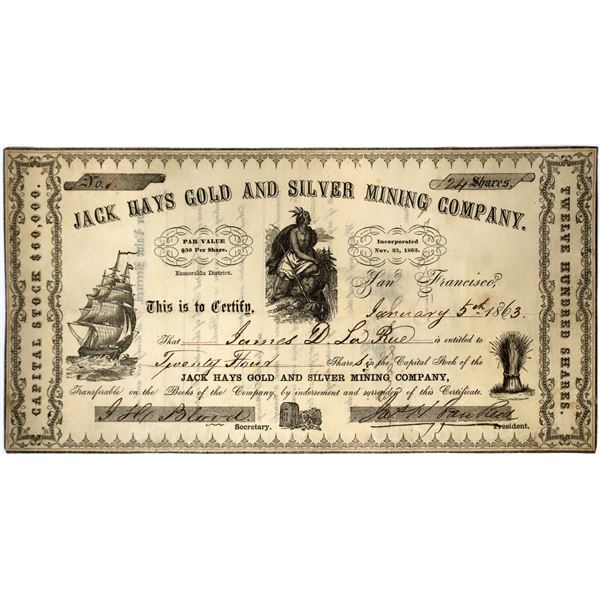 No. 1.
24 Shares.
JACK HAYS GOLD AND SILVER MINING COMPANY.
PAR VALUE
$50 Per Share.
Esmeralda District.
Incorporated
Nov. 25, 1862.
San Francisco,
January 5th 1863
This is to Certify,
That James D. La Rue is entitled to
Twenty Four Shares in the Capital Stock of the
JACK HAYS GOLD AND SILVER MINING COMPANY,
Transferable on the Books of the Company, by indorsement and surrender of this Certificate.
Secretary.
President.
CAPITAL STOCK $60,000.
TWELVE HUNDRED SHARES.